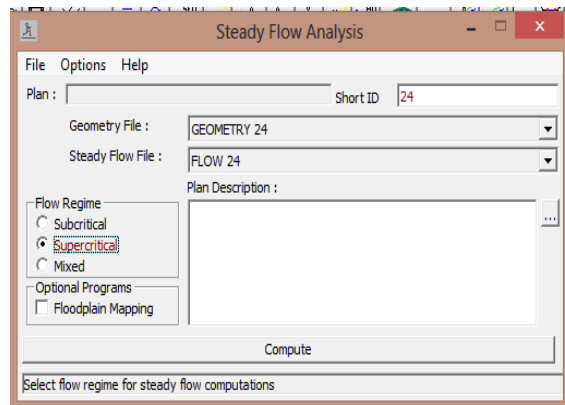 Steady Flow Analysis
File Options Help
Plan : Short ID 24
Geometry File : GEOMETRY 24
Steady Flow File : FLOW 24
Plan Description :
Flow Regime
Subcritical
Supercritical
Mixed
Optional Programs
Floodplain Mapping
...
Compute
Select flow regime for steady flow computations